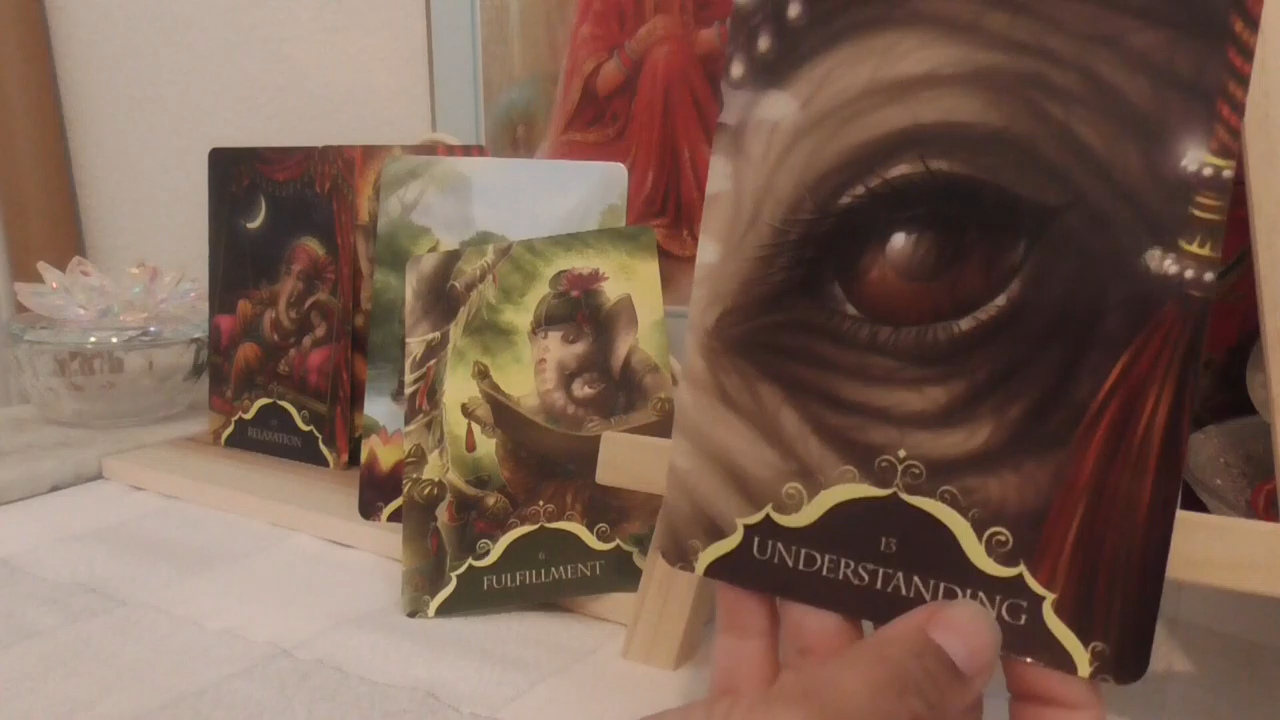 RELAXATION
6
FULFILLMENT
13
UNDERSTANDING